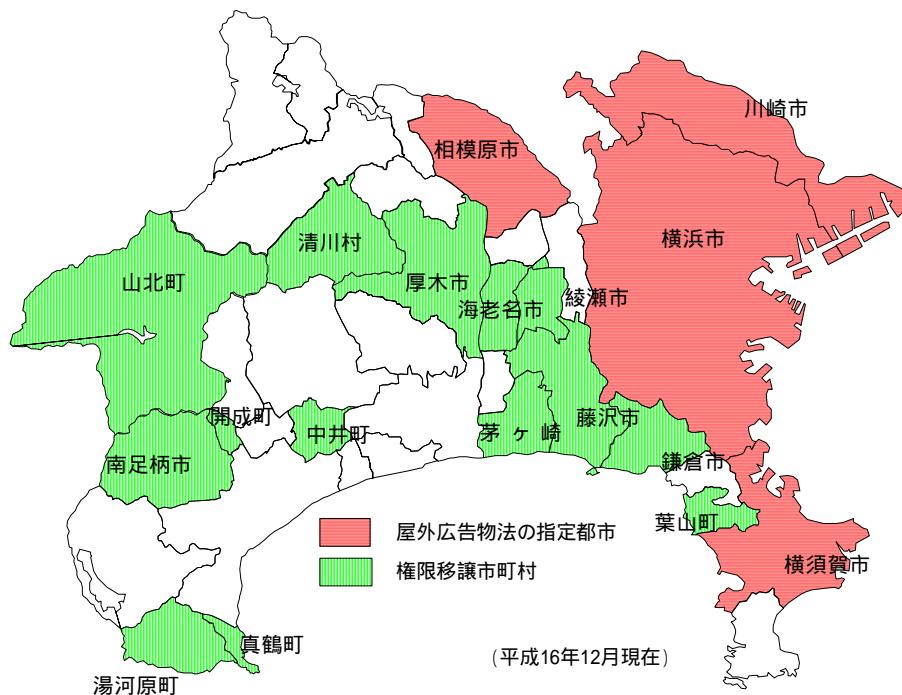 川崎市
相模原市
横浜市
清川村
山北町
厚木市
海老名市
綾瀬市
開成町
中井町
茅ヶ崎
藤沢市
南足柄市
鎌倉市
葉山町
屋外広告物法の指定都市
横須賀市
権限移譲市町村
真鶴町
(平成16年12月現在)
湯河原町